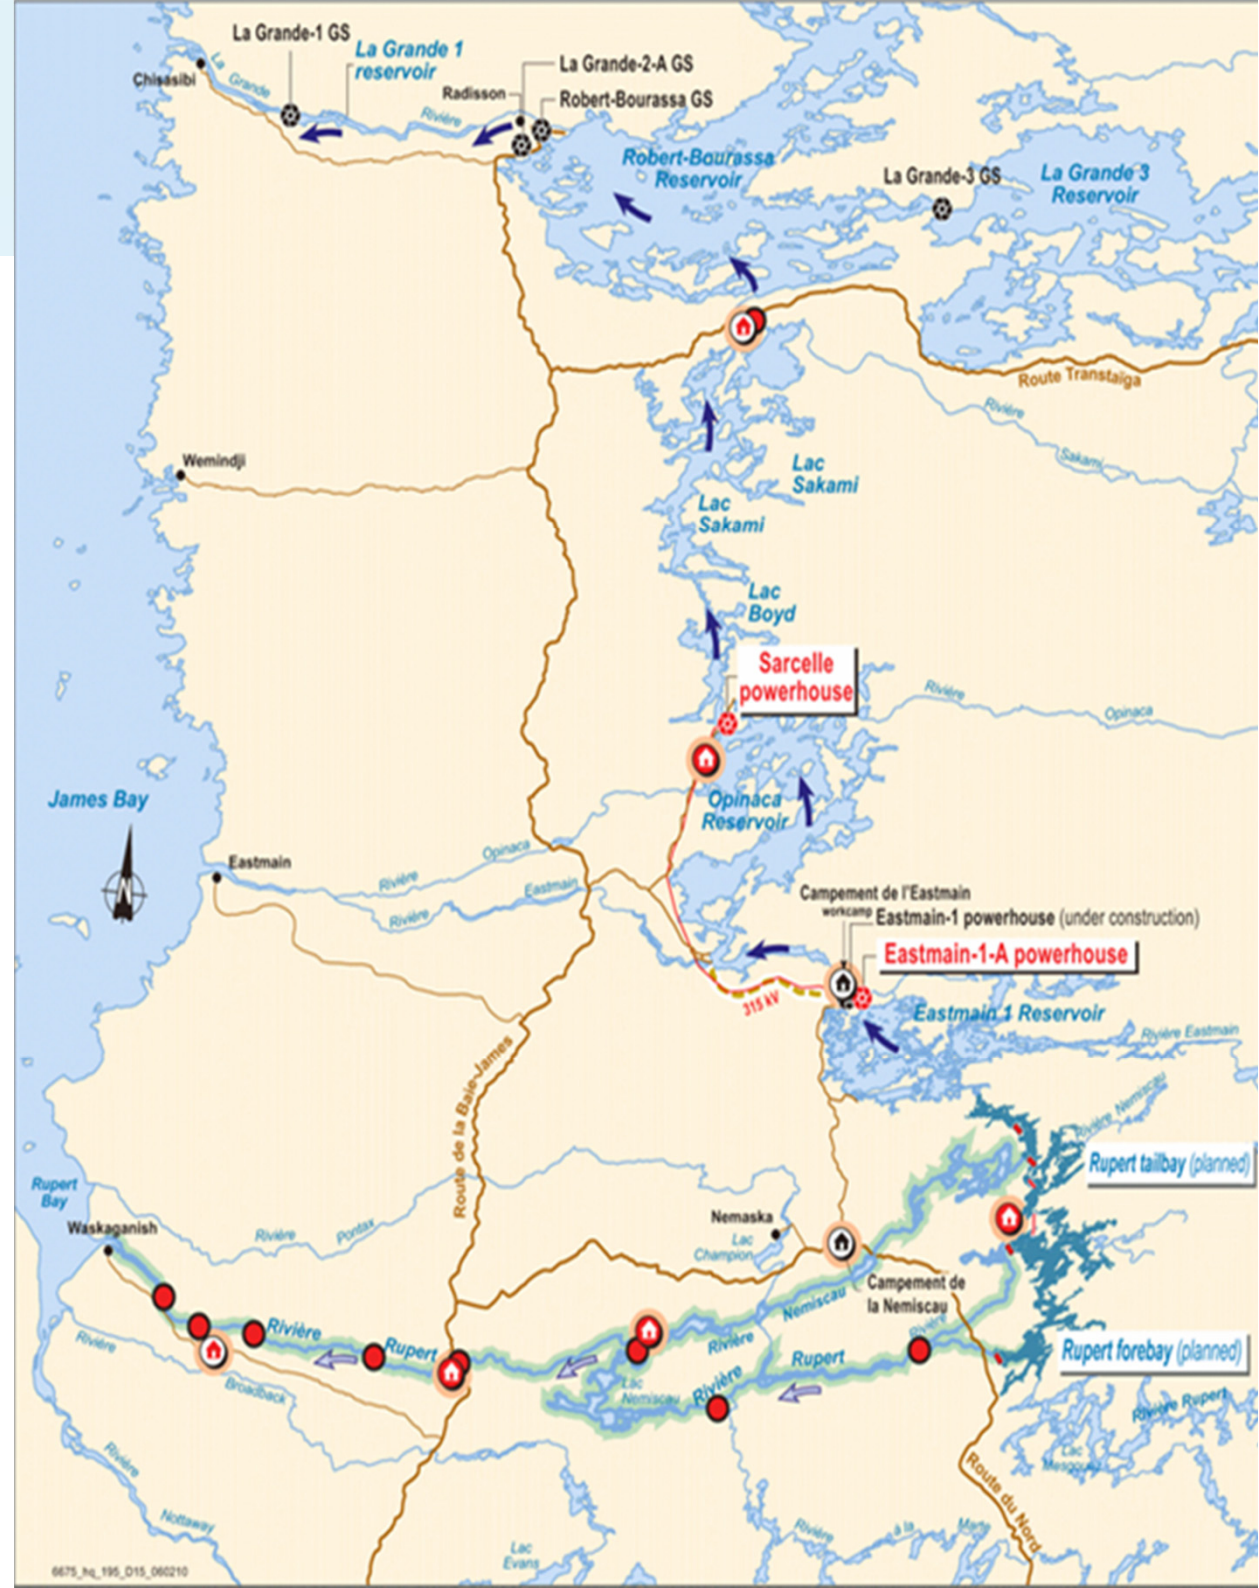 La Grande-1 GS
La Grande 1
reservoir
La Grande-2-A GS
Chisasibi
La
Grande
Radisson
Robert-Bourassa GS
Rivière
Robert-Bourassa
Reservoir
La Grande-3 GS
La Grande 3
Reservoir
Route Transtaïga
Rivière
Sakami
Wemindji
Lac
Sakami
Lac
Sakami
Lac
Boyd
Sarcelle
powerhouse
Rivière
Opinaca
James Bay
Opinaca
Reservoir
Eastmain
Rivière
Opinaca
Rivière
Eastmain
Campement de l'Eastmain
workcamp
Eastmain-1 powerhouse (under construction)
Eastmain-1-A powerhouse
315 kV
Eastmain 1 Reservoir
Rivière Eastmain
Route de la Baie-James
Rivière Nemiscau
Rupert tailbay (planned)
Rupert
Bay
Waskaganish
Rivière
Pontax
Nemaska
Lac
Champion
Campement de
la Nemiscau
Nemiscau
Rivière
Rivière
Rivière
Rupert
Rupert
Rivière
Rupert forebay (planned)
Rivière
Broadback
Lac
Nemiscau
Rivière Rupert
Lac
Rivière
Nottaway
Route du Nord
Lac
Evans
Rivière
à la
Marte
6675_hq_195_D15_060210